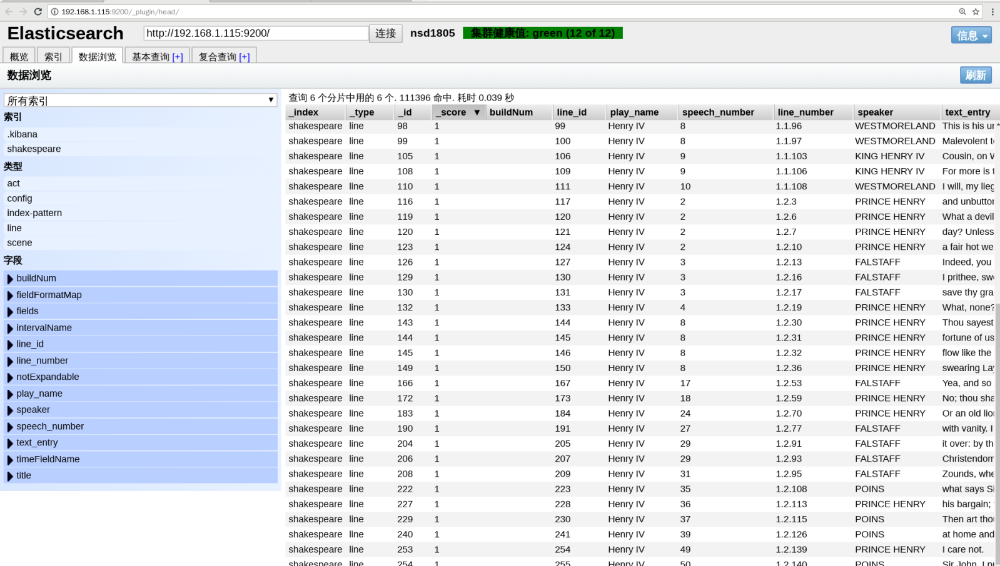 192.168.1.115:9200/_plugin/head/
Elasticsearch http://192.168.1.115:9200/ 连接 nsd1805 集群健康值: green (12 of 12) 信息
概览 索引 数据浏览 基本查询 [+] 复合查询 [+]
数据浏览 刷新
所有索引
索引
.kibana
shakespeare
类型
act
config
index-pattern
line
scene
字段
buildNum
fieldFormatMap
fields
intervalName
line_id
line_number
notExpandable
play_name
speaker
speech_number
text_entry
timeFieldName
title
查询 6 个分片中用的 6 个. 111396 命中. 耗时 0.039 秒
_index _type _id _score ▼ buildNum line_id play_name speech_number line_number speaker text_entry
shakespeare line 98 1 99 Henry IV 8 1.1.96 WESTMORELAND This is his
shakespeare line 99 1 100 Henry IV 8 1.1.97 WESTMORELAND Malevolent
shakespeare line 105 1 106 Henry IV 9 1.1.103 KING HENRY IV Cousin, on
shakespeare line 108 1 109 Henry IV 9 1.1.106 KING HENRY IV For more is
shakespeare line 110 1 111 Henry IV 10 1.1.108 WESTMORELAND I will, my
shakespeare line 116 1 117 Henry IV 2 1.2.3 PRINCE HENRY and
shakespeare line 119 1 120 Henry IV 2 1.2.6 PRINCE HENRY What a devil
shakespeare line 120 1 121 Henry IV 2 1.2.7 PRINCE HENRY day? Unless
shakespeare line 123 1 124 Henry IV 2 1.2.10 PRINCE HENRY a fair hot we
shakespeare line 126 1 127 Henry IV 3 1.2.13 FALSTAFF Indeed, you
shakespeare line 129 1 130 Henry IV 3 1.2.16 FALSTAFF I prithee,
shakespeare line 130 1 131 Henry IV 3 1.2.17 FALSTAFF save thy gra
shakespeare line 132 1 133 Henry IV 4 1.2.19 PRINCE HENRY What, none?
shakespeare line 143 1 144 Henry IV 8 1.2.30 PRINCE HENRY Thou sayest
shakespeare line 144 1 145 Henry IV 8 1.2.31 PRINCE HENRY fortune of us
shakespeare line 145 1 146 Henry IV 8 1.2.32 PRINCE HENRY flow like the
shakespeare line 149 1 150 Henry IV 8 1.2.36 PRINCE HENRY swearing
shakespeare line 166 1 167 Henry IV 17 1.2.53 FALSTAFF Yea, and so
shakespeare line 172 1 173 Henry IV 18 1.2.59 PRINCE HENRY No; thou sha
shakespeare line 183 1 184 Henry IV 24 1.2.70 PRINCE HENRY Or an old
shakespeare line 190 1 191 Henry IV 27 1.2.77 FALSTAFF with vanity. I
shakespeare line 204 1 205 Henry IV 29 1.2.91 FALSTAFF it over: by th
shakespeare line 206 1 207 Henry IV 29 1.2.93 FALSTAFF Christendom
shakespeare line 208 1 209 Henry IV 31 1.2.95 FALSTAFF Zounds,
shakespeare line 222 1 223 Henry IV 35 1.2.108 POINS what says
shakespeare line 227 1 228 Henry IV 36 1.2.113 PRINCE HENRY his bargain;
shakespeare line 229 1 230 Henry IV 37 1.2.115 POINS Then art
shakespeare line 240 1 241 Henry IV 39 1.2.126 POINS at home and
shakespeare line 253 1 254 Henry IV 49 1.2.139 PRINCE HENRY I care not.
shakespeare line 254 1 255 Henry IV 50 1.2.140 POINS Sir John, I